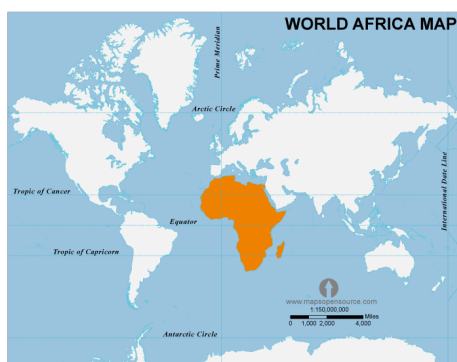 WORLD AFRICA MAP
Prime Meridian
Arctic Circle
International Date Line
Tropic of Cancer
Equator
Tropic of Capricorn
www.mapsopensource.com
1:150,000,000
Miles
0 1,000 2,000 4,000
Antarctic Circle